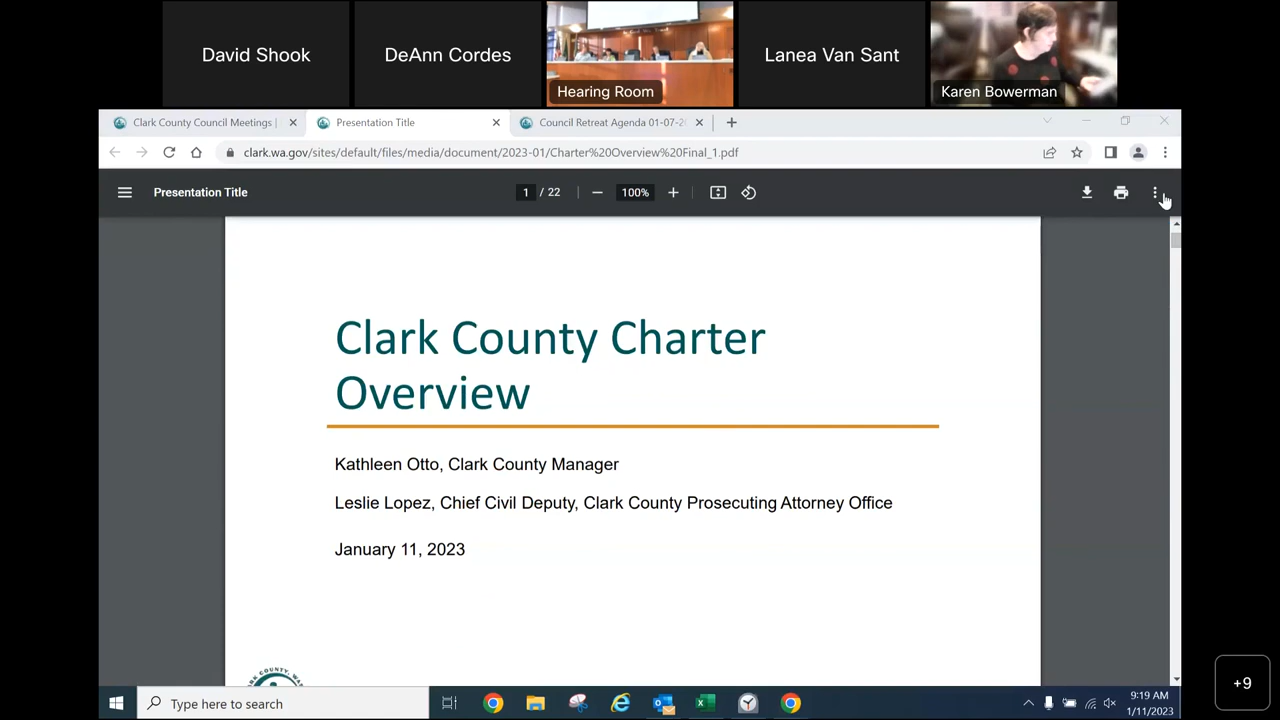 David Shook
DeAnn Cordes
Hearing Room
Lanea Van Sant
Karen Bowerman
Clark County Council Meetings |
Presentation Title
Council Retreat Agenda 01-07-2
clark.wa.gov/sites/default/files/media/document/2023-01/Charter%20Overview%20Final_1.pdf
Presentation Title
1 / 22
100%
Clark County Charter
Overview
Kathleen Otto, Clark County Manager
Leslie Lopez, Chief Civil Deputy, Clark County Prosecuting Attorney Office
January 11, 2023
CLARK COUNTY, WA
+9
Type here to search
9:19 AM
1/11/2023